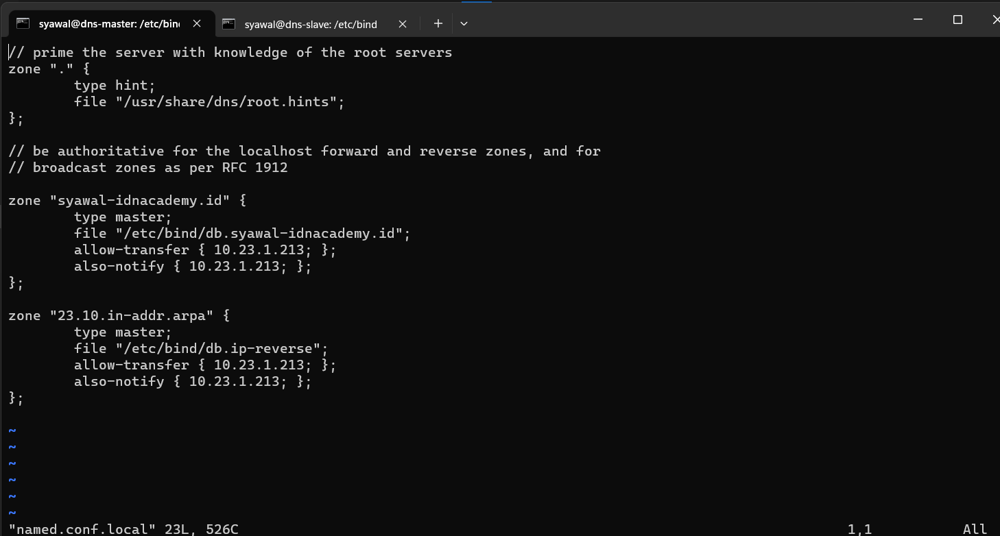 syawal@dns-master: /etc/bin
syawal@dns-slave: /etc/bind
// prime the server with knowledge of the root servers
zone "." {
        type hint;
        file "/usr/share/dns/root.hints";
};

// be authoritative for the localhost forward and reverse zones, and for
// broadcast zones as per RFC 1912

zone "syawal-idnacademy.id" {
        type master;
        file "/etc/bind/db.syawal-idnacademy.id";
        allow-transfer { 10.23.1.213; };
        also-notify { 10.23.1.213; };
};

zone "23.10.in-addr.arpa" {
        type master;
        file "/etc/bind/db.ip-reverse";
        allow-transfer { 10.23.1.213; };
        also-notify { 10.23.1.213; };
};

~
~
~
~
~
~
"named.conf.local" 23L, 526C 1,1 All